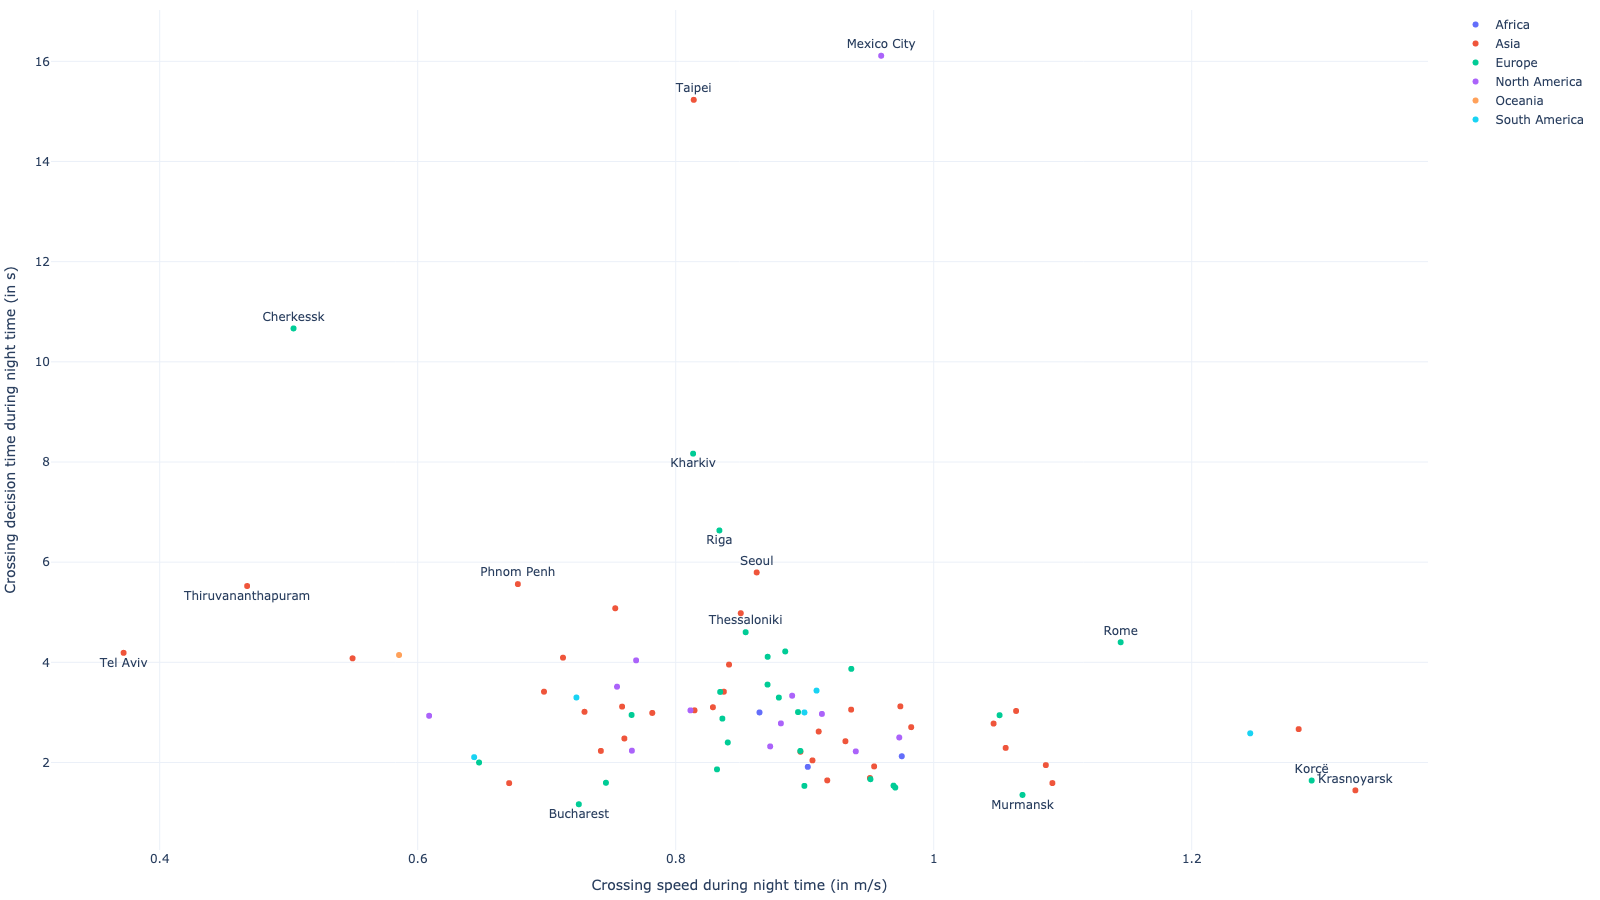 Africa
Asia
Europe
North America
Oceania
South America
Mexico City
Taipei
Cherkessk
Kharkiv
Riga
Seoul
Phnom Penh
Thiruvananthapuram
Thessaloniki
Rome
Tel Aviv
Korçë
Krasnoyarsk
Murmansk
Bucharest
16
14
12
10
8
6
4
2
0.4
0.6
0.8
1
1.2
Crossing speed during night time (in m/s)
Crossing decision time during night time (in s)